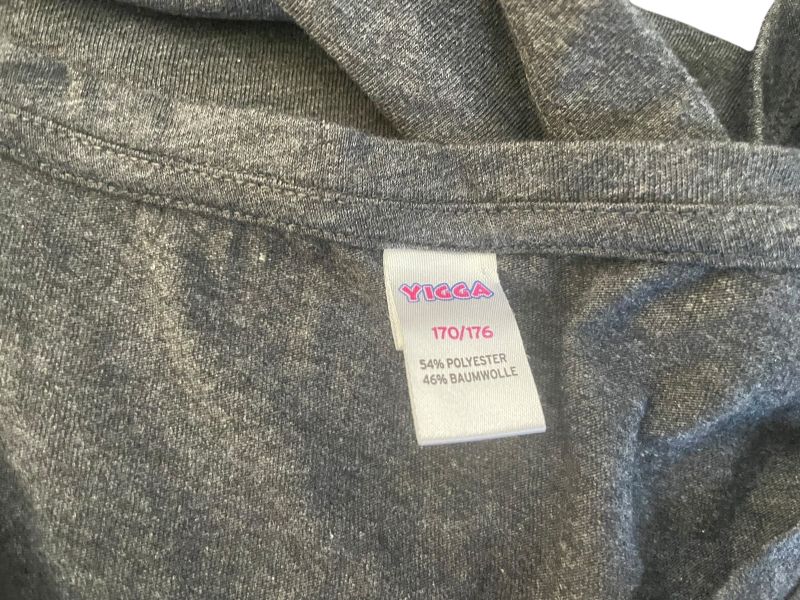 YIGGA
170/176
54% POLYESTER
46% BAUMWOLLE